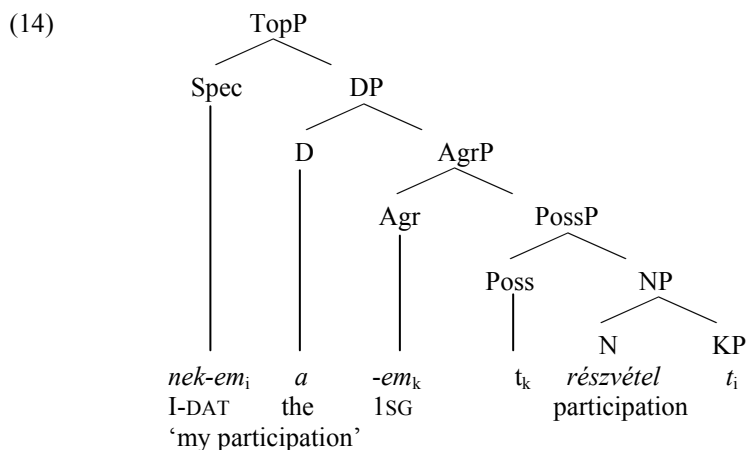 (14) TopP
Spec DP
D AgrP
Agr PossP
Poss NP
N KP
nek-emi a -emk tk részvétel ti
I-DAT the 1SG participation
‘my participation’